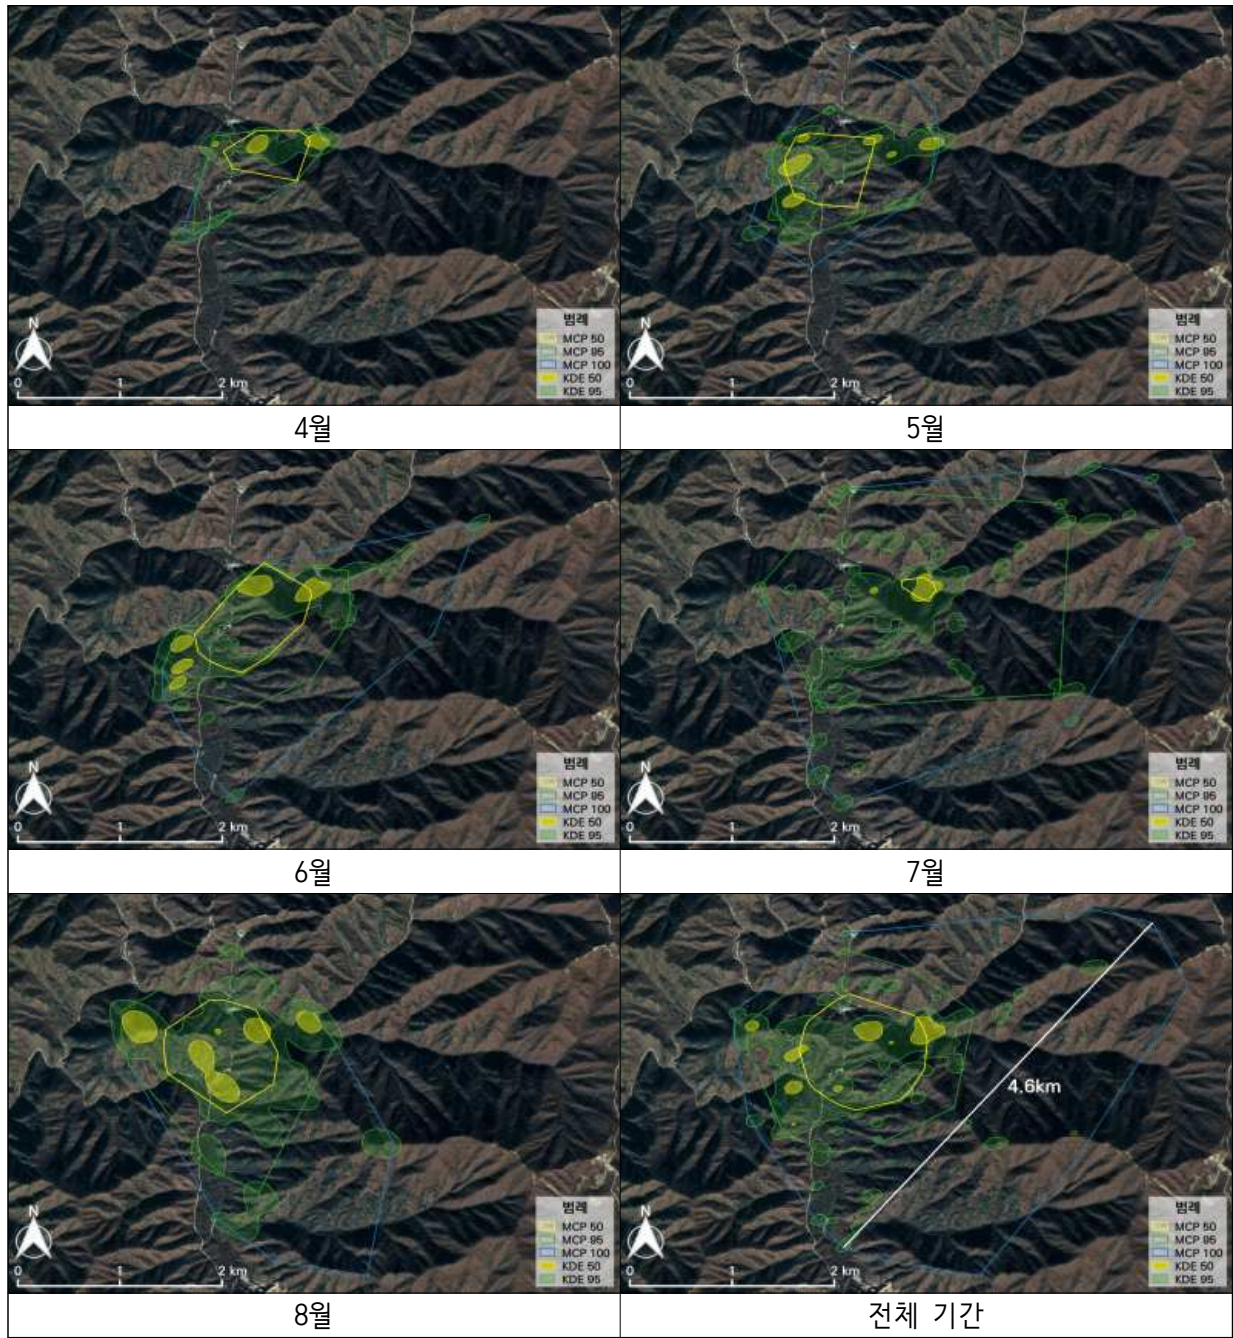 N
0 1 2 km
범례
MCP 50
MCP 95
MCP 100
KDE 50
KDE 95
4월
N
0 1 2 km
범례
MCP 50
MCP 95
MCP 100
KDE 50
KDE 95
5월
N
0 1 2 km
범례
MCP 50
MCP 95
MCP 100
KDE 50
KDE 95
6월
N
0 1 2 km
범례
MCP 50
MCP 95
MCP 100
KDE 50
KDE 95
7월
N
0 1 2 km
범례
MCP 50
MCP 95
MCP 100
KDE 50
KDE 95
8월
4.6km
N
0 1 2 km
범례
MCP 50
MCP 95
MCP 100
KDE 50
KDE 95
전체 기간